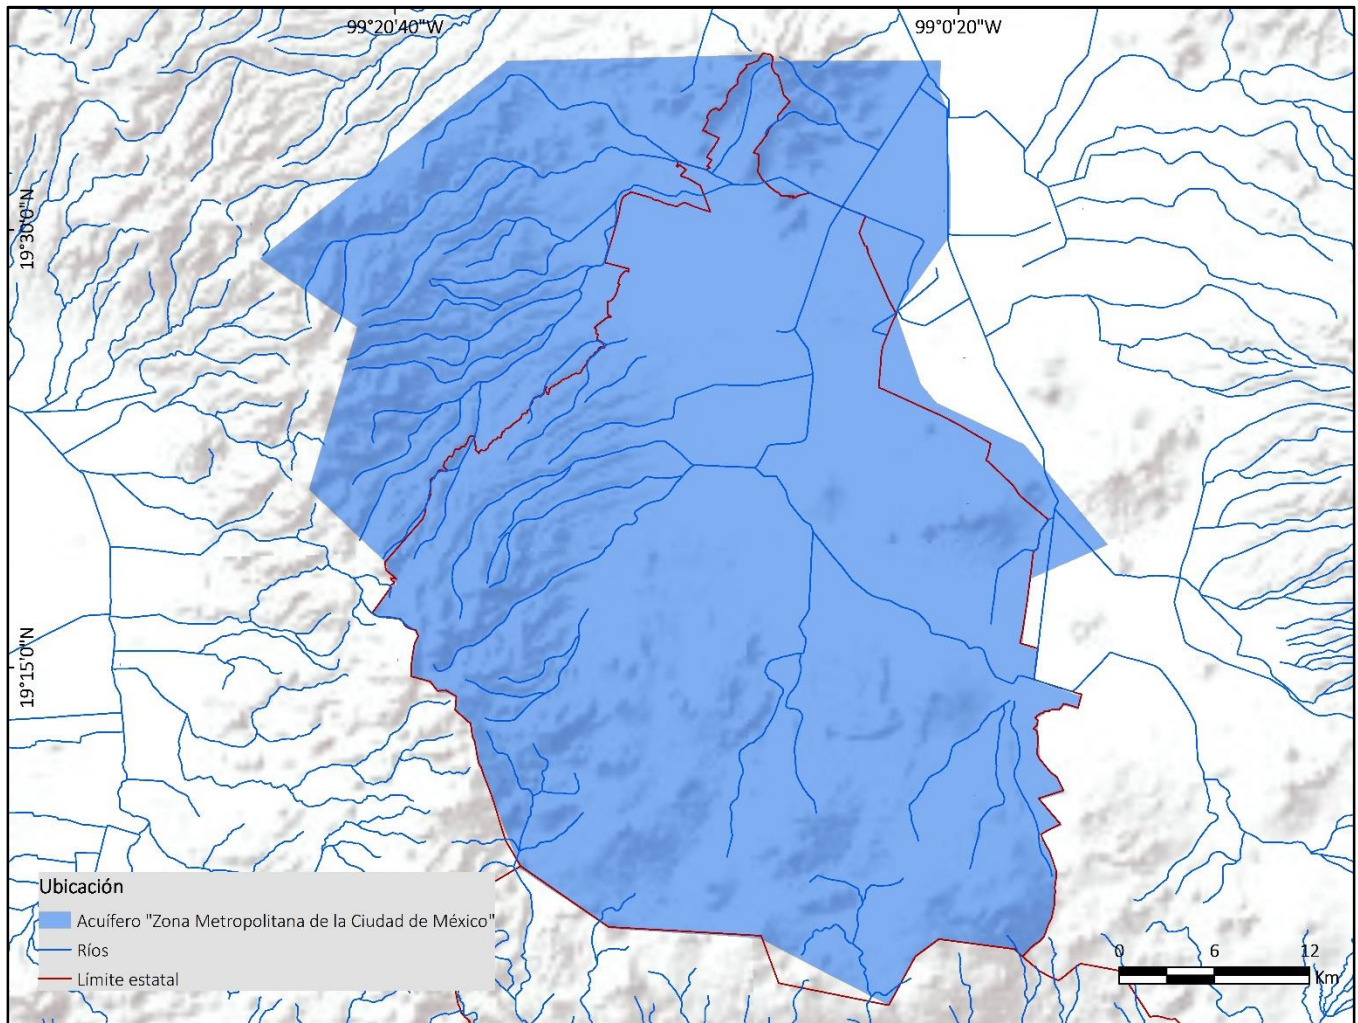 99°20'40"W
99°0'20"W
19°30'0"N
19°15'0"N
Ubicación
Acuífero "Zona Metropolitana de la Ciudad de México"
Ríos
Límite estatal
0 6 12
Km